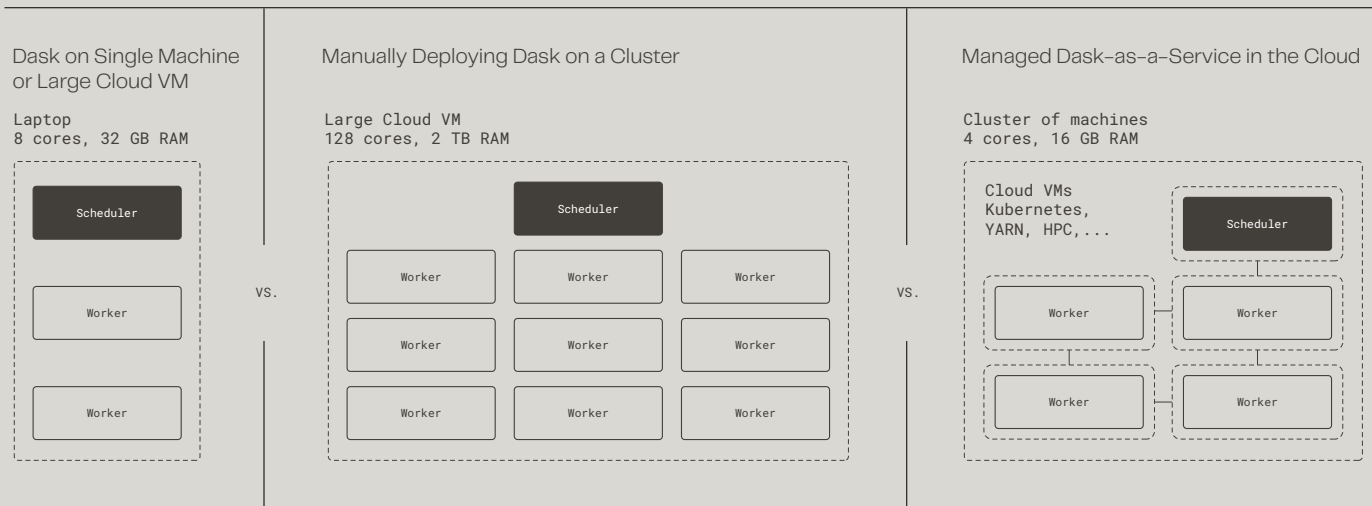 Dask on Single Machine
or Large Cloud VM
Laptop
8 cores, 32 GB RAM
Scheduler
Worker
Worker
VS.
Manually Deploying Dask on a Cluster
Large Cloud VM
128 cores, 2 TB RAM
Scheduler
Worker Worker Worker
Worker Worker Worker
Worker Worker Worker
VS.
Managed Dask-as-a-Service in the Cloud
Cluster of machines
4 cores, 16 GB RAM
Cloud VMs
Kubernetes,
YARN, HPC,...
Scheduler
Worker Worker
Worker Worker